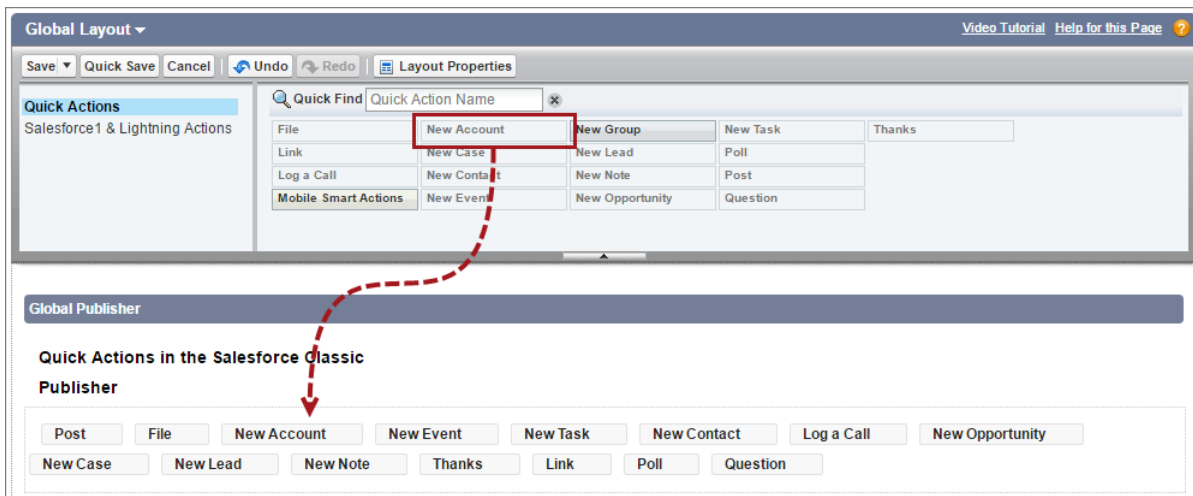 Global Layout
Video Tutorial Help for this Page ?
Save Quick Save Cancel Undo Redo Layout Properties
Quick Actions
Salesforce1 & Lightning Actions
Quick Find Quick Action Name
File New Account New Group New Task Thanks
Link New Case New Lead Poll
Log a Call New Contact New Note Post
Mobile Smart Actions New Event New Opportunity Question
Global Publisher
Quick Actions in the Salesforce Classic
Publisher
Post File New Account New Event New Task New Contact Log a Call New Opportunity
New Case New Lead New Note Thanks Link Poll Question